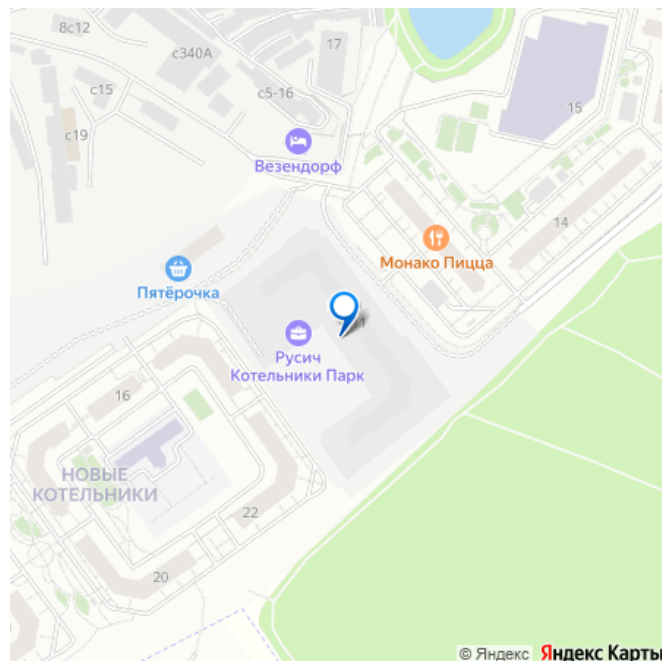 8с12
17
с340А
с15
с5-16
15
с19
Везендорф
14
Монако Пицца
Пятёрочка
Русич
Котельники Парк
16
НОВЫЕ
КОТЕЛЬНИКИ
22
20
© Яндекс Яндекс Карты